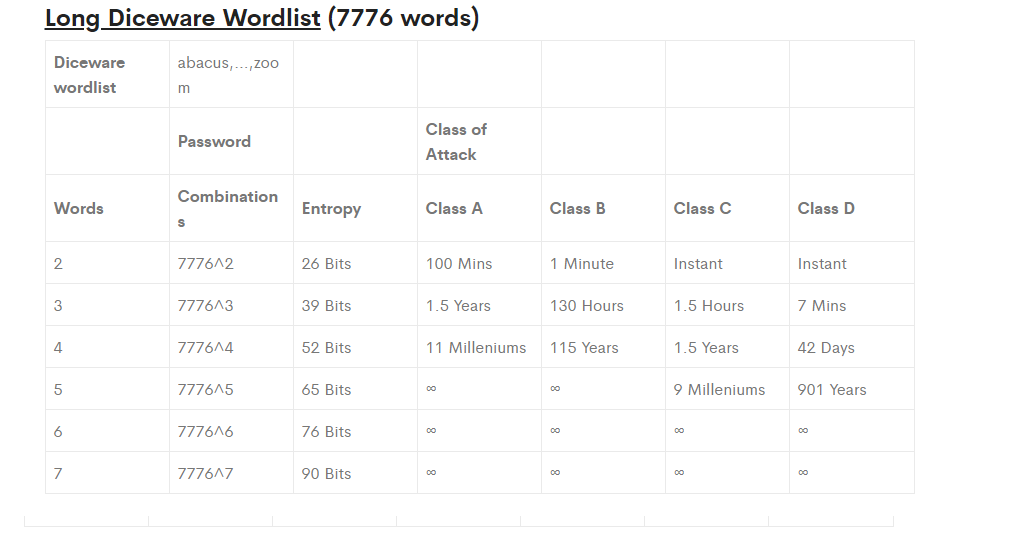 Long Diceware Wordlist (7776 words)
Diceware wordlist abacus,...,zoom
Password Class of Attack
Words Combinations Entropy Class A Class B Class C Class D
2 7776^2 26 Bits 100 Mins 1 Minute Instant Instant
3 7776^3 39 Bits 1.5 Years 130 Hours 1.5 Hours 7 Mins
4 7776^4 52 Bits 11 Milleniums 115 Years 1.5 Years 42 Days
5 7776^5 65 Bits ∞ ∞ 9 Milleniums 901 Years
6 7776^6 76 Bits ∞ ∞ ∞ ∞
7 7776^7 90 Bits ∞ ∞ ∞ ∞